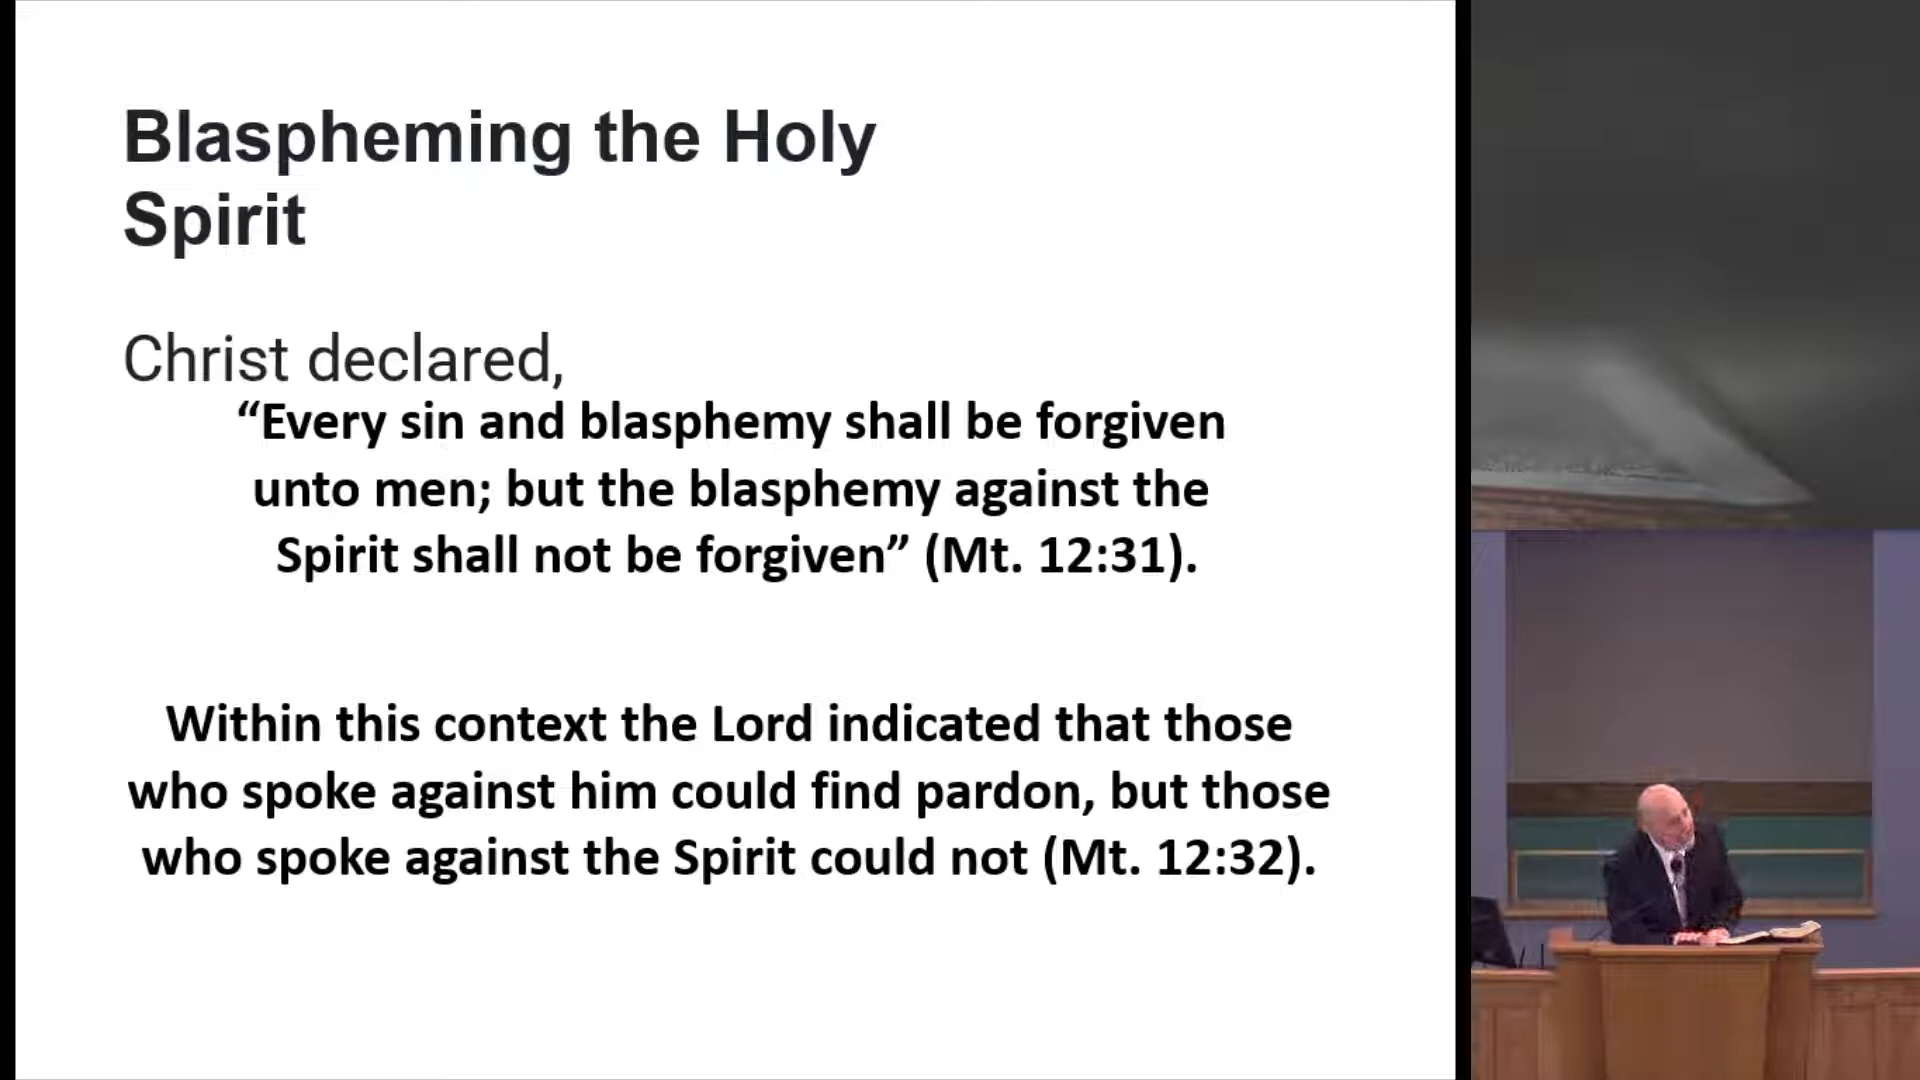 Blaspheming the Holy
Spirit
Christ declared,
“Every sin and blasphemy shall be forgiven
unto men; but the blasphemy against the
Spirit shall not be forgiven” (Mt. 12:31).
Within this context the Lord indicated that those
who spoke against him could find pardon, but those
who spoke against the Spirit could not (Mt. 12:32).